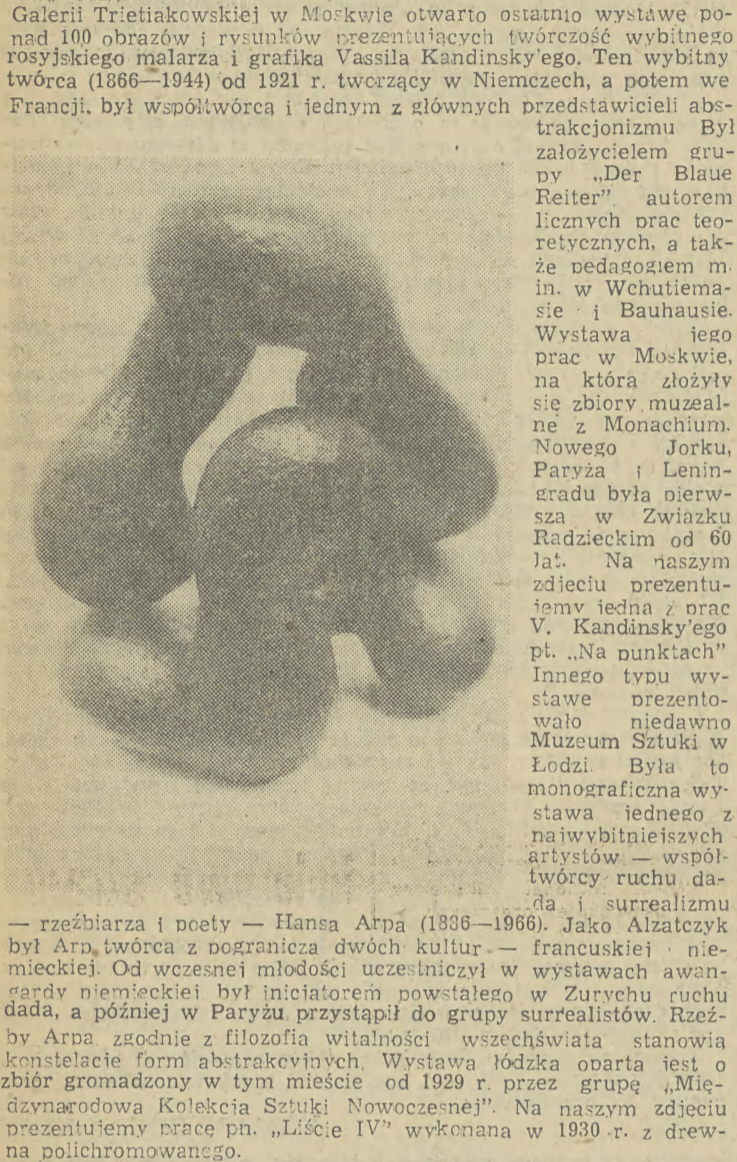 Galerii Trietiakowskiej w Moskwie otwarto ostatnio wystawę po-
nad 100 obrazów i rysunków prezentujących twórczość wybitnego
rosyjskiego malarza i grafika Vassila Kandinsky'ego. Ten wybitny
twórca (1866—1944) od 1921 r. tworzący w Niemczech, a potem we
Francji, był współtwórcą i jednym z głównych przedstawicieli abs-
trakcjonizmu Był
założycielem gru-
py „Der Blaue
Reiter” autorem
licznych prac teo-
retycznych, a tak-
że pedagogiem m.
in. w Wchutiema-
sie i Bauhausie.
Wystawa jego
prac w Moskwie,
na którą złożyły
się zbiory muzeal-
ne z Monachium,
Nowego Jorku,
Paryża i Lenin-
gradu była pierw-
sza w Związku
Radzieckim od 60
lat. Na naszym
zdjęciu prezentu-
jemy jedną z prac
V. Kandinsky'ego
pt. „Na punktach”
Innego typu wy-
stawę prezento-
wało niedawno
Muzeum Sztuki w
Łodzi. Była to
monograficzna wy-
stawa jednego z
najwybitniejszych
artystów — współ-
twórcy ruchu da-
da i surrealizmu
— rzeźbiarza i poety — Hansa Arpa (1886—1966). Jako Alzatczyk
był Arp twórcą z pogranicza dwóch kultur — francuskiej i nie-
mieckiej. Od wczesnej młodości uczestniczył w wystawach awan-
gardy niemieckiej był iniciatorem powstałego w Zurychu ruchu
dada, a później w Paryżu przystąpił do grupy surrealistów. Rzeź-
by Arpa zgodnie z filozofią witalności wszechświata stanowią
konstelacje form abstrakcyjnych. Wystawa łódzka oparta jest o
zbiór gromadzony w tym mieście od 1929 r. przez grupę „Mię-
dzynarodowa Kolekcja Sztuki Nowoczesnej”. Na naszym zdjęciu
prezentujemy pracę pn. „Liście IV” wykonaną w 1930 r. z drew-
na polichromowanego.